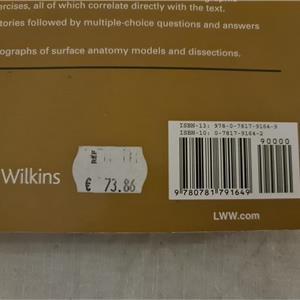 ercises, all of which correlate directly with the text.
tories followed by multiple-choice questions and answers
ographs of surface anatomy models and dissections.
ISBN-13: 978-0-7817-9164-9
ISBN-10: 0-7817-9164-2
90000
9 780781 791649
REF
€ 73.86
Wilkins
LWW.com